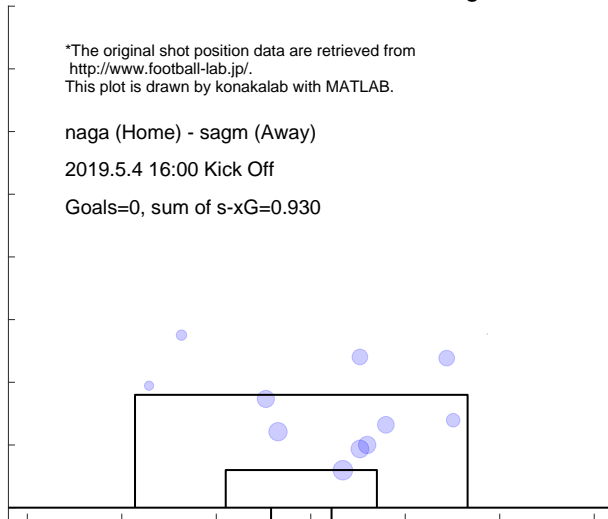 *The original shot position data are retrieved from
http://www.football-lab.jp/.
This plot is drawn by konakalab with MATLAB.
naga (Home) - sagm (Away)
2019.5.4 16:00 Kick Off
Goals=0, sum of s-xG=0.930